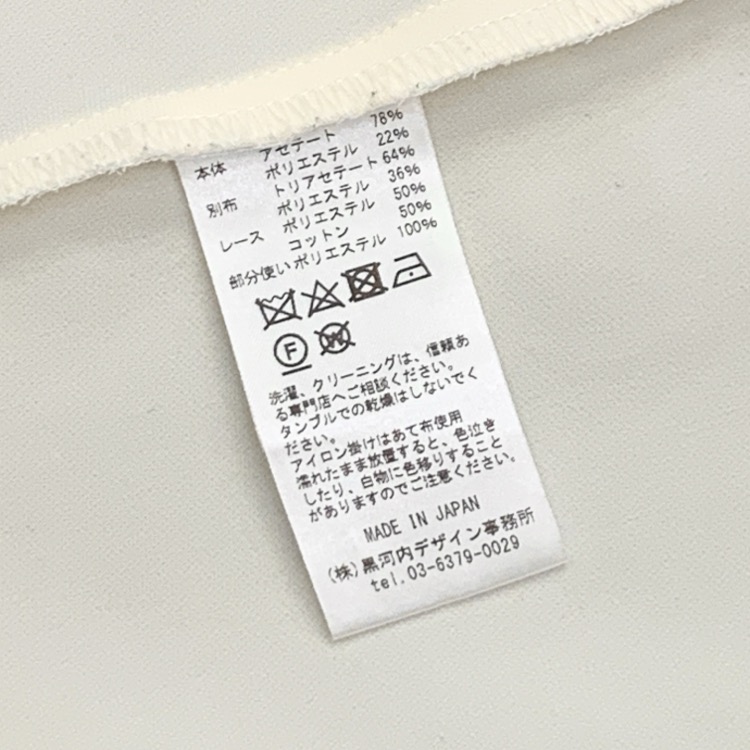 本体 アセテート 78%
ポリエステル 22%
別布 トリアセテート 64%
ポリエステル 36%
レース ポリエステル 50%
コットン 50%
部分使い ポリエステル 100%
F W
洗濯、クリーニングは、信頼あ
る専門店へご相談ください。
タンブルでの乾燥はしないでく
ださい。
アイロン掛けはあて布使用
濡れたまま放置すると、色泣き
したり、白物に色移りすること
がありますのでご注意ください。
MADE IN JAPAN
(株)黒河内デザイン事務所
tel.03-6379-0029